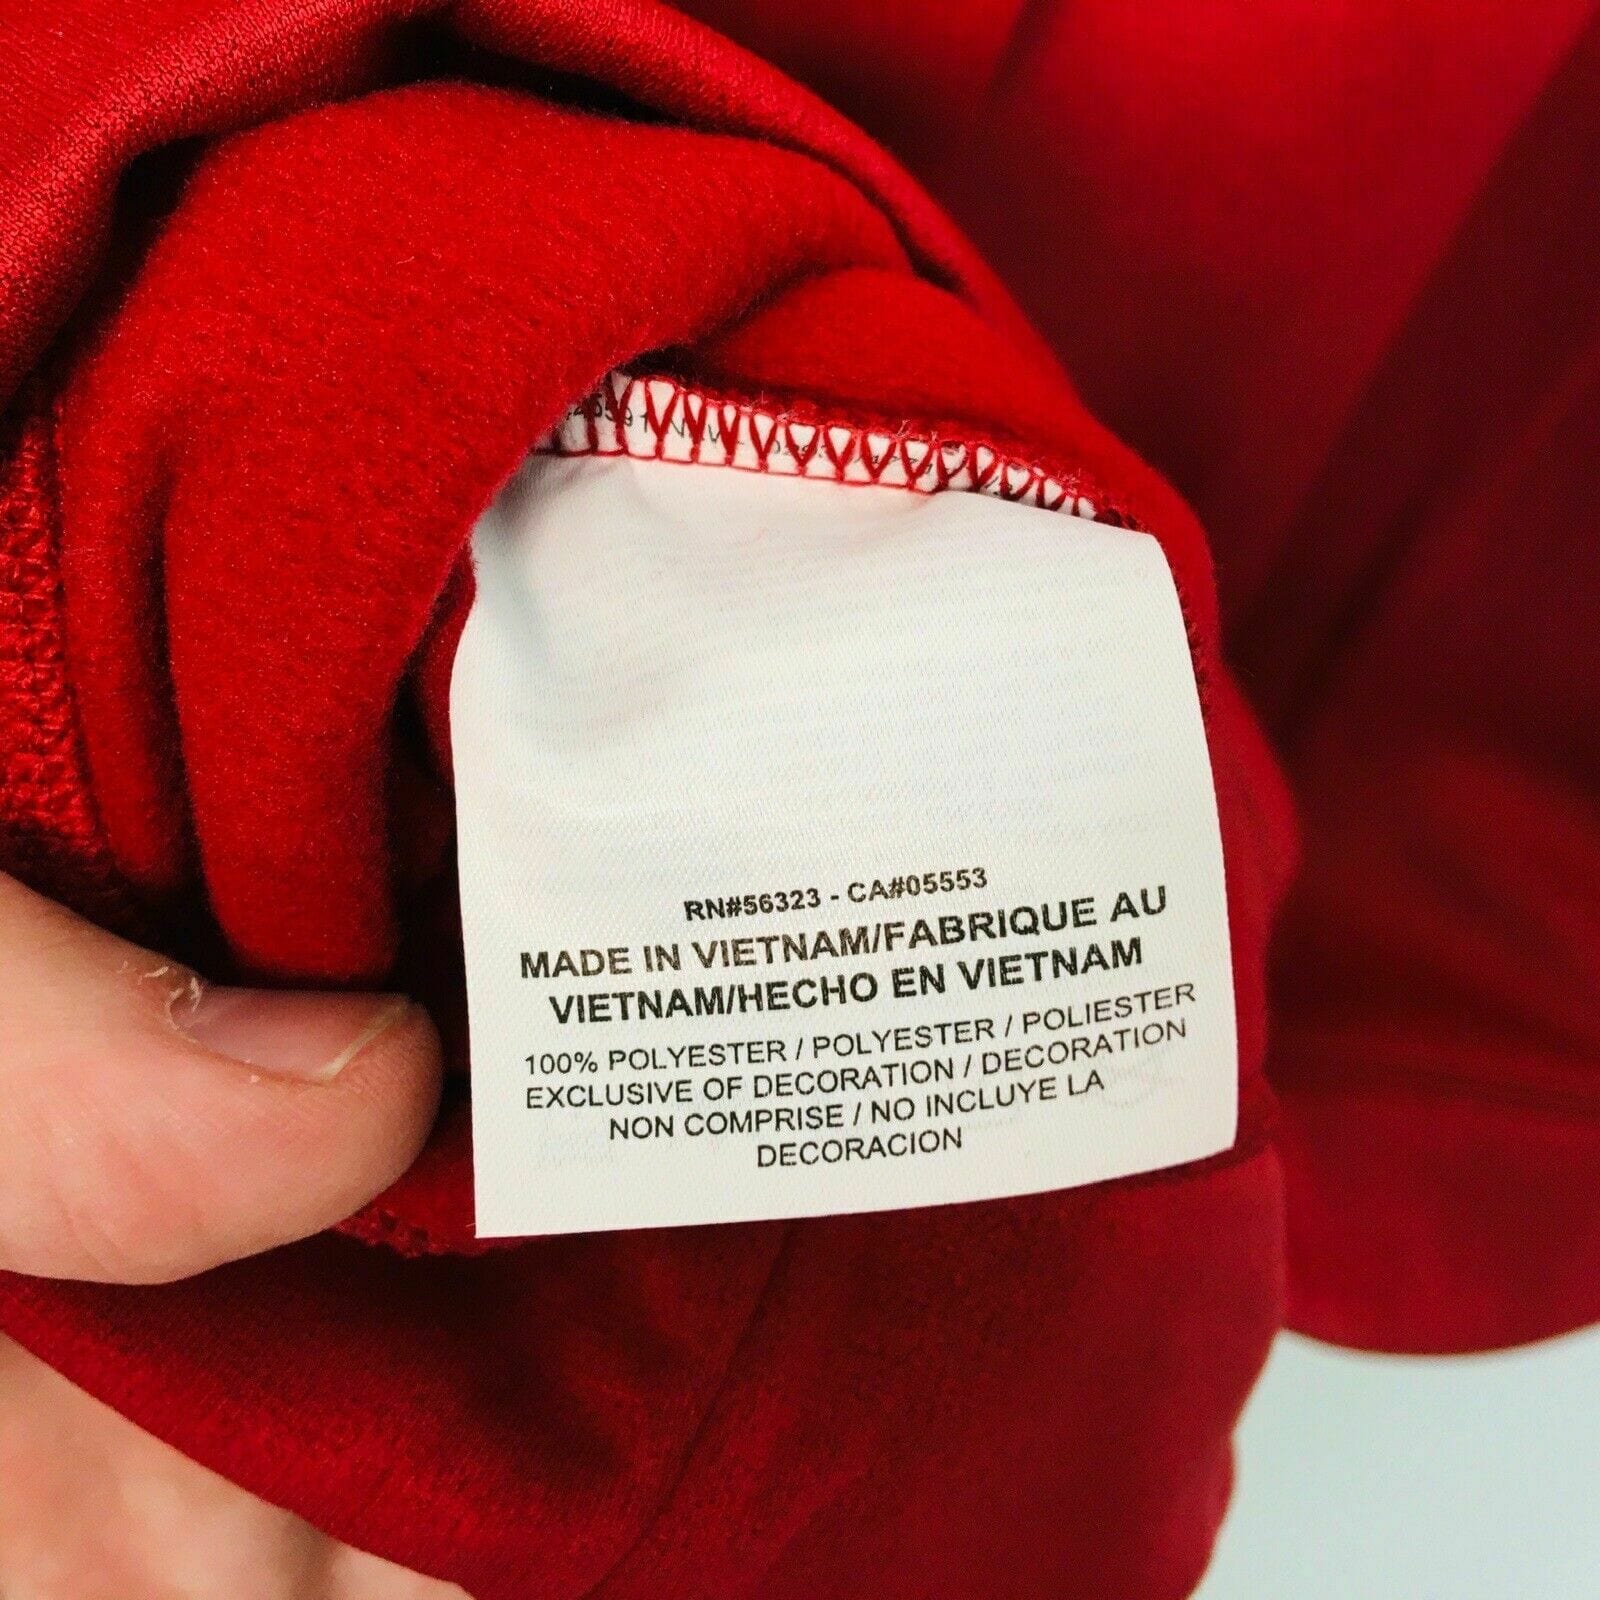 RN#56323 - CA#05553
MADE IN VIETNAM/FABRIQUE AU
VIETNAM/HECHO EN VIETNAM
100% POLYESTER / POLYESTER / POLIESTER
EXCLUSIVE OF DECORATION / DECORATION
NON COMPRISE / NO INCLUYE LA
DECORACION